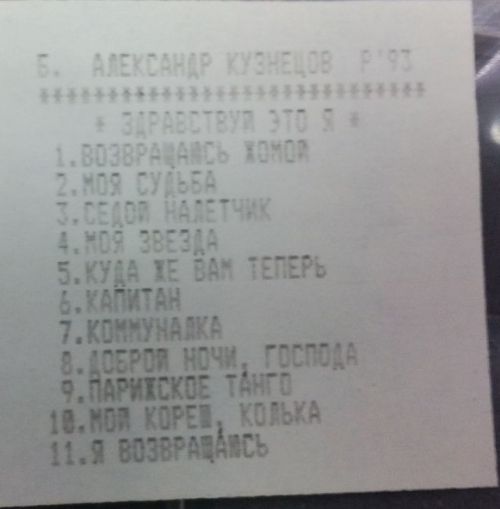 Б. АЛЕКСАНДР КУЗНЕЦОВ Р'93
****************************
* ЗДРАВСТВУЙ ЭТО Я *
1.ВОЗВРАЩАЮСЬ ЖОМОЙ
2.МОЯ СУДЬБА
3.СЕДОЙ НАЛЕТЧИК
4.МОЯ ЗВЕЗДА
5.КУДА ЖЕ ВАМ ТЕПЕРЬ
6.КАПИТАН
7.КОММУНАЛКА
8.ДОБРОЙ НОЧИ, ГОСПОДА
9.ПАРИЖСКОЕ ТАНГО
10.МОЙ КОРЕШ, КОЛЬКА
11.Я ВОЗВРАЩАЮСЬ